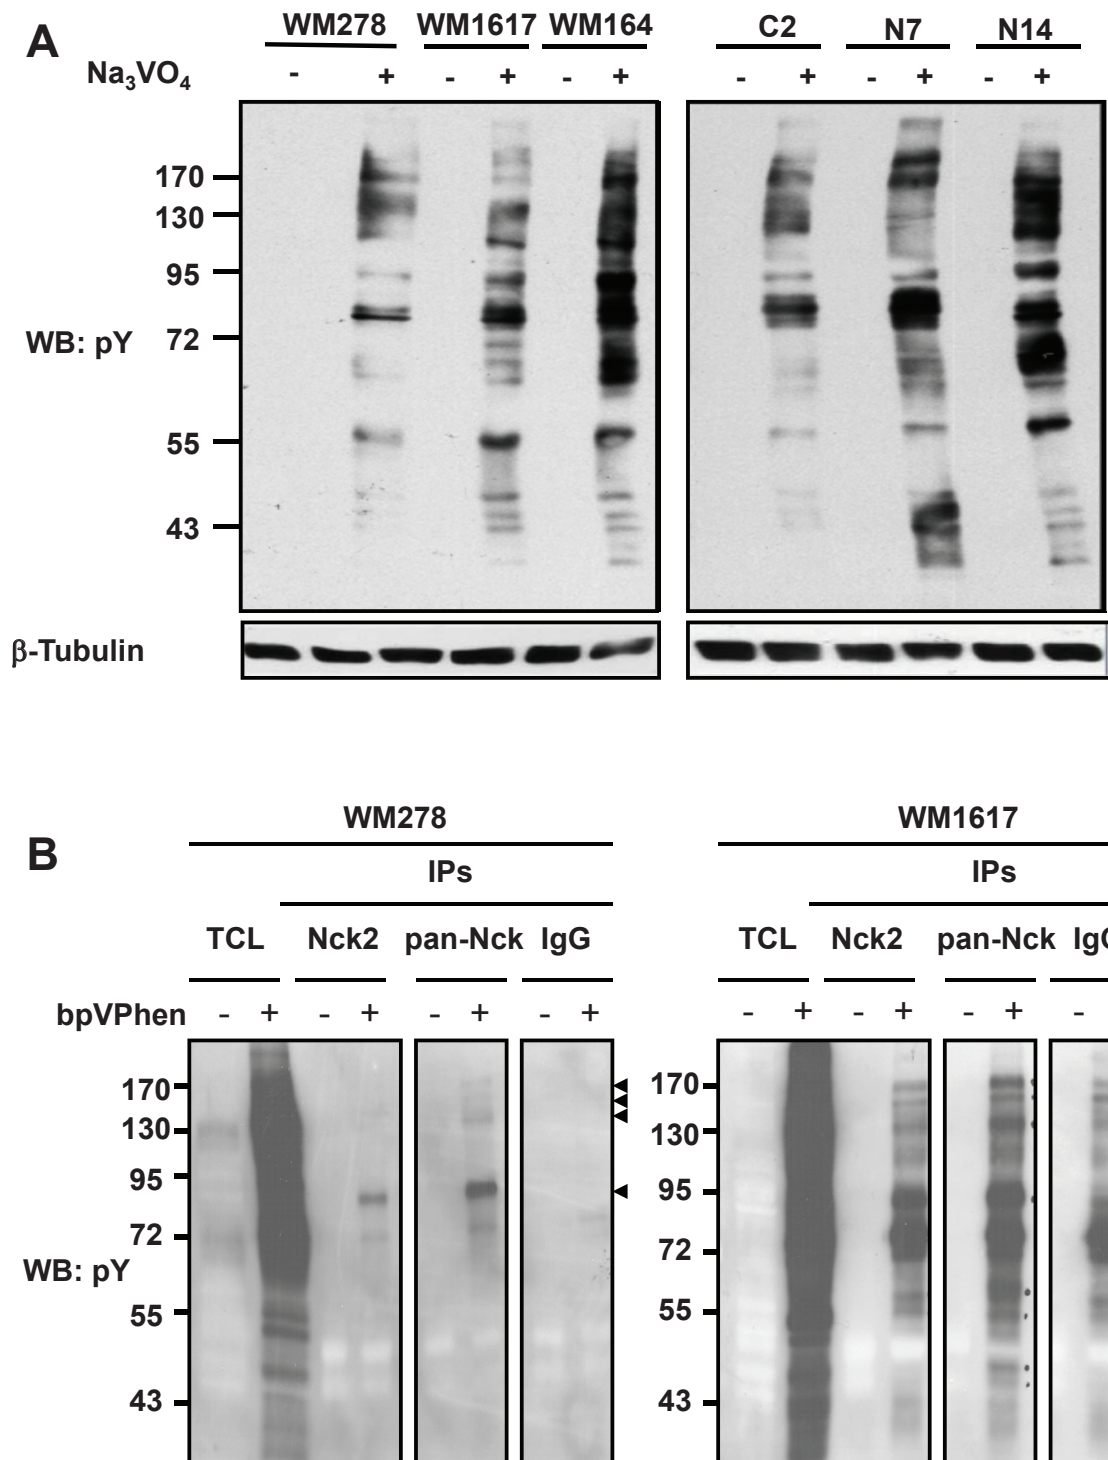 A
WM278 WM1617 WM164 C2 N7 N14
Na3VO4 - + - + - + - + - + - +
170
130
95
WB: pY
72
55
43
β-Tubulin
B
WM278 WM1617
IPs IPs
TCL Nck2 pan-Nck IgG TCL Nck2 pan-Nck IgG
bpVPhen - + - + - + - + - + - + - + -
170 170
130 130
95 95
72 72
WB: pY
55 55
43 43